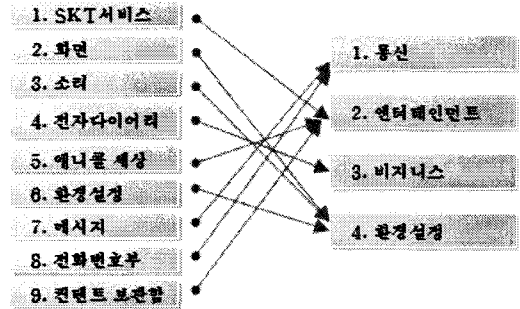 1. SKT서비스
2. 화면
3. 소리
4. 전자다이어리
5. 애니콜 세상
6. 환경설정
7. 메시지
8. 전화번호부
9. 컨텐트 보관함
1. 통신
2. 엔터테인먼트
3. 비지니스
4. 환경설정